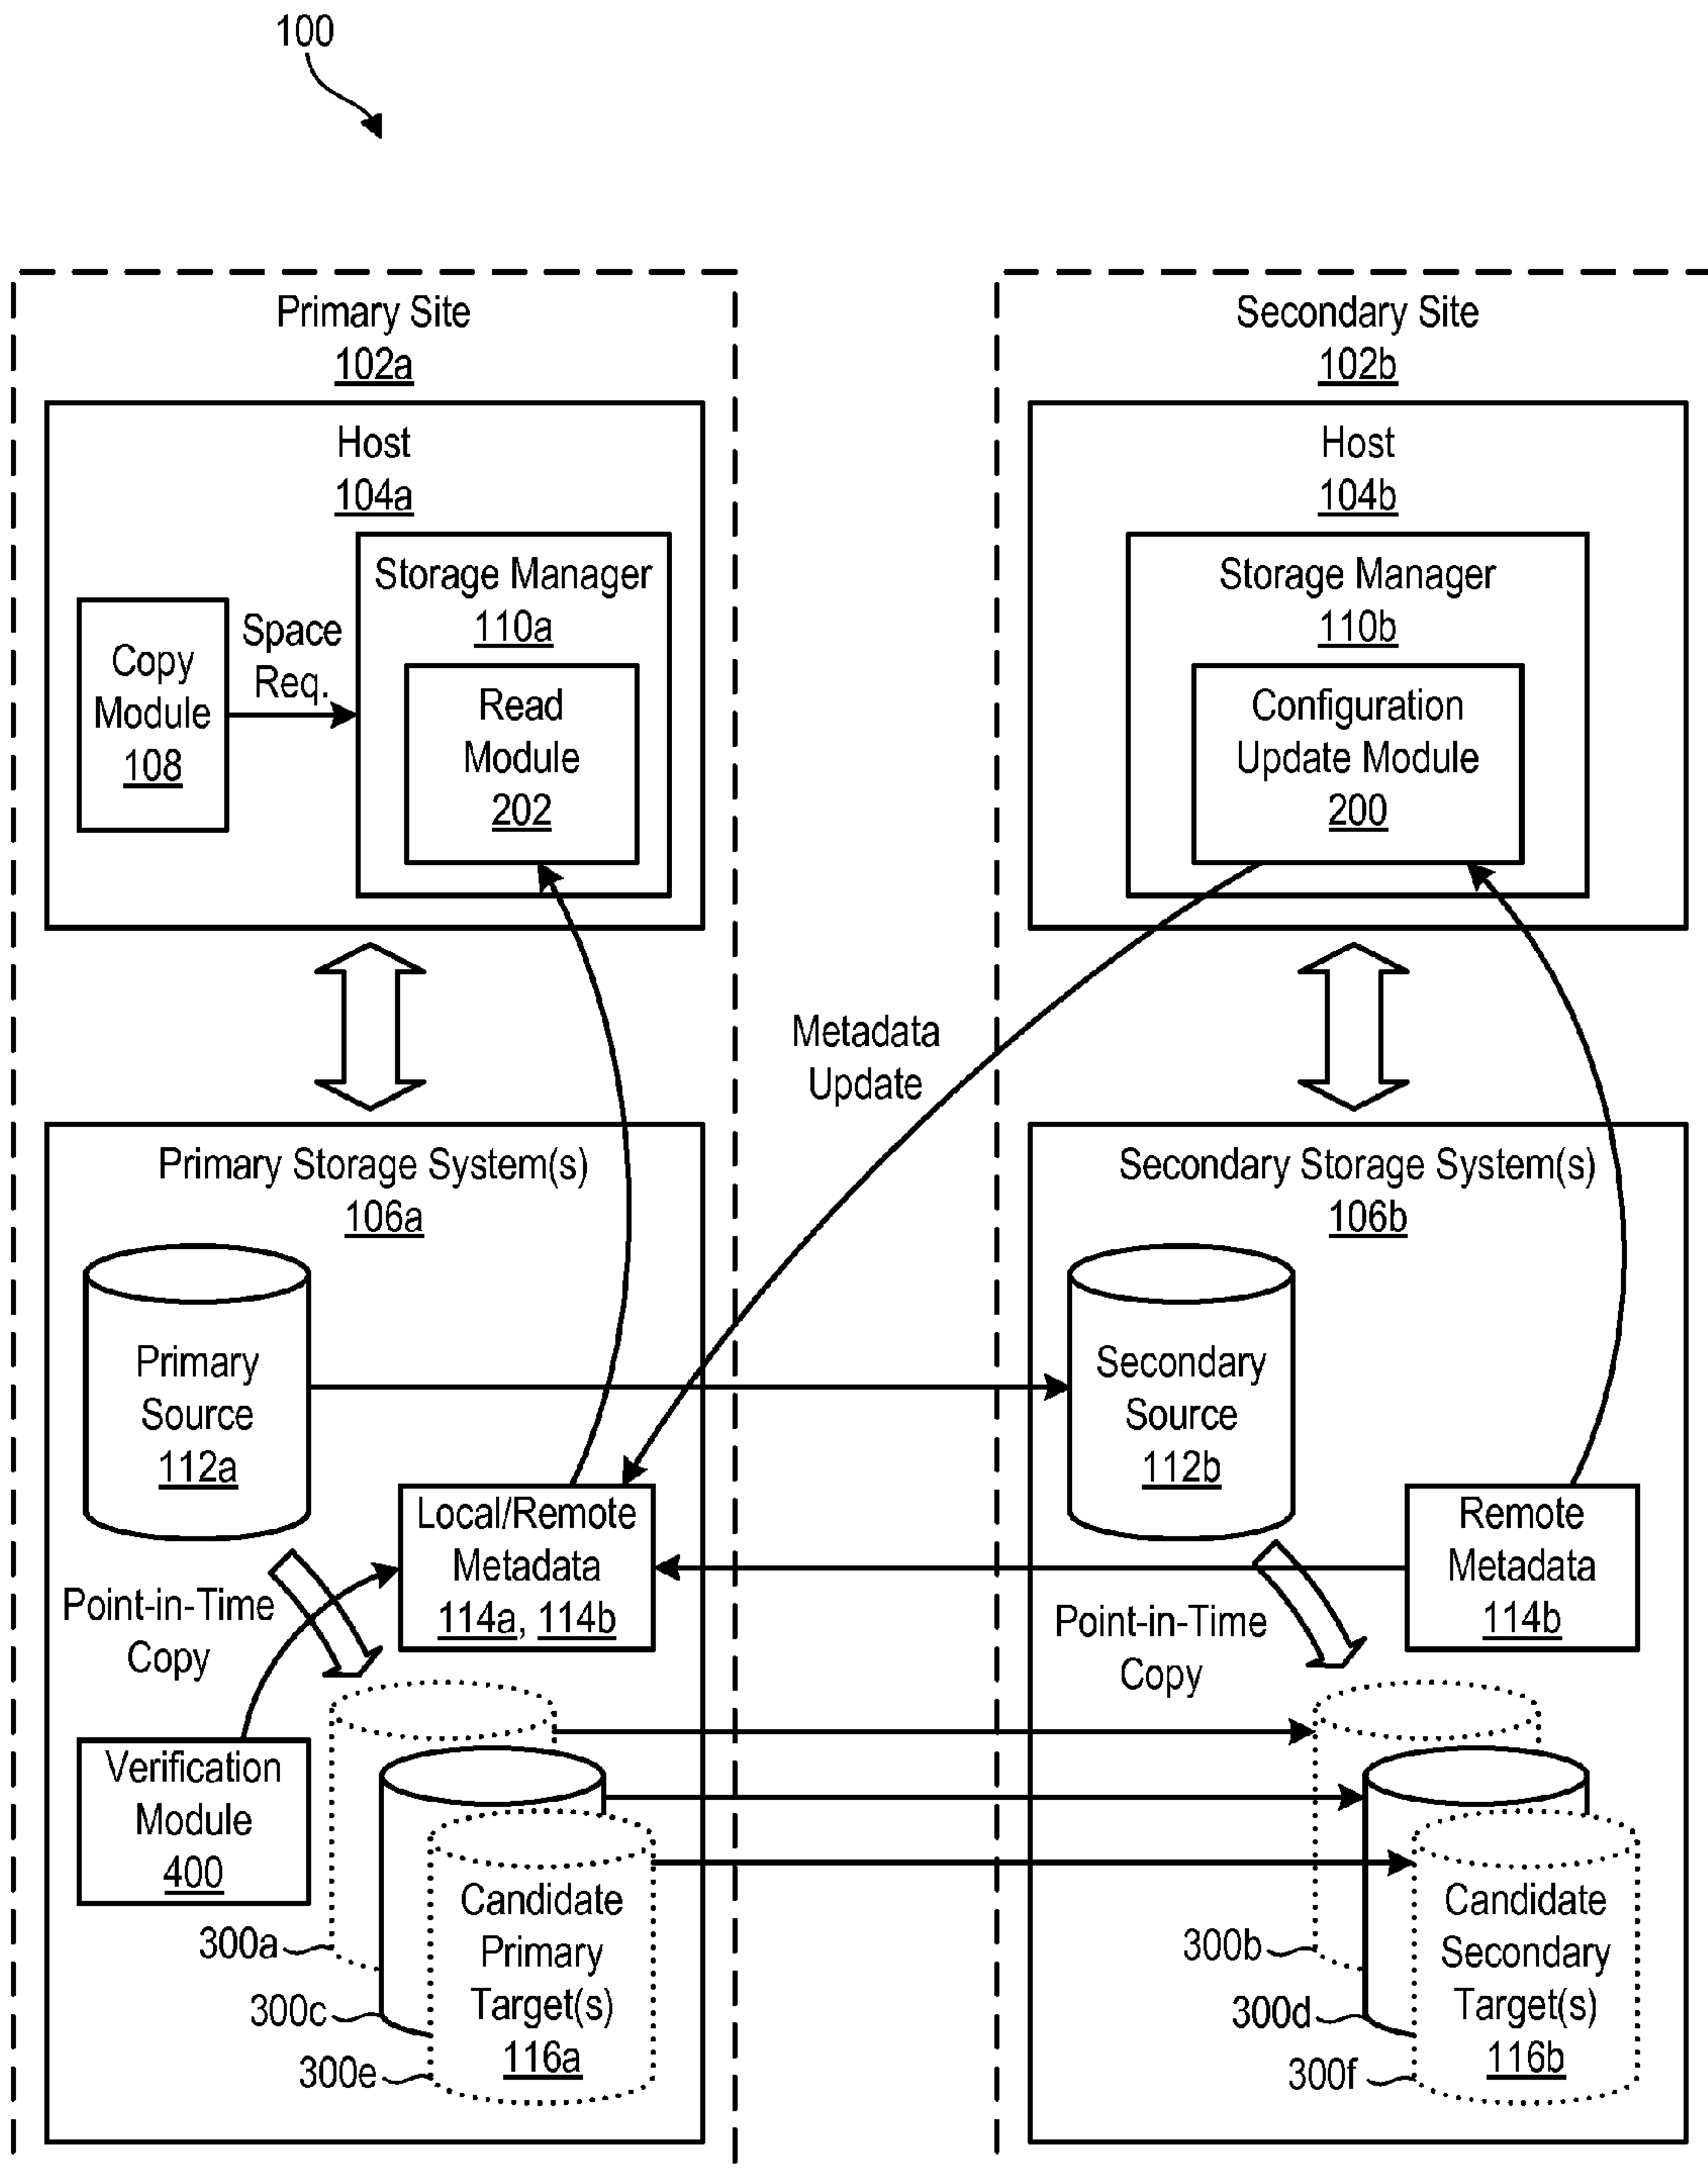 100
Primary Site
102a
Host
104a
Copy
Module
108
Space
Req.
Storage Manager
110a
Read
Module
202
Secondary Site
102b
Host
104b
Storage Manager
110b
Configuration
Update Module
200
Metadata
Update
Primary Storage System(s)
106a
Primary
Source
112a
Local/Remote
Metadata
114a, 114b
Point-in-Time
Copy
Verification
Module
400
300a
300c
300e
Candidate
Primary
Target(s)
116a
Secondary Storage System(s)
106b
Secondary
Source
112b
Remote
Metadata
114b
Point-in-Time
Copy
300b
300d
300f
Candidate
Secondary
Target(s)
116b